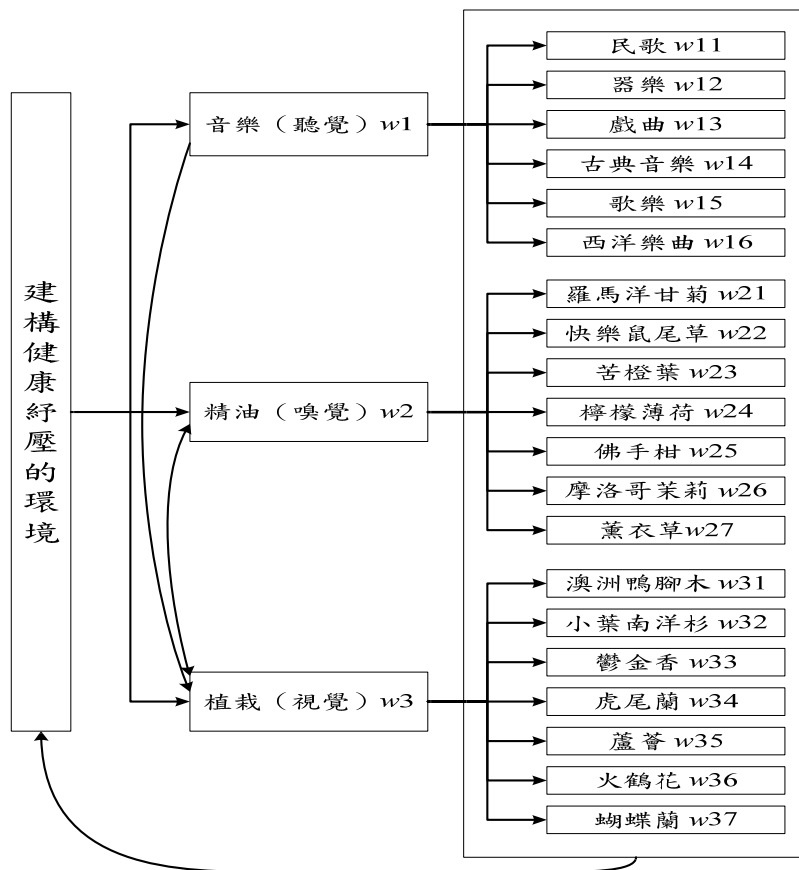 建構健康紓壓的環境
音樂（聽覺）w1
精油（嗅覺）w2
植栽（視覺）w3
民歌 w11
器樂 w12
戲曲 w13
古典音樂 w14
歌樂 w15
西洋樂曲 w16
羅馬洋甘菊 w21
快樂鼠尾草 w22
苦橙葉 w23
檸檬薄荷 w24
佛手柑 w25
摩洛哥茉莉 w26
薰衣草w27
澳洲鴨腳木 w31
小葉南洋杉 w32
鬱金香 w33
虎尾蘭 w34
蘆薈 w35
火鶴花 w36
蝴蝶蘭 w37